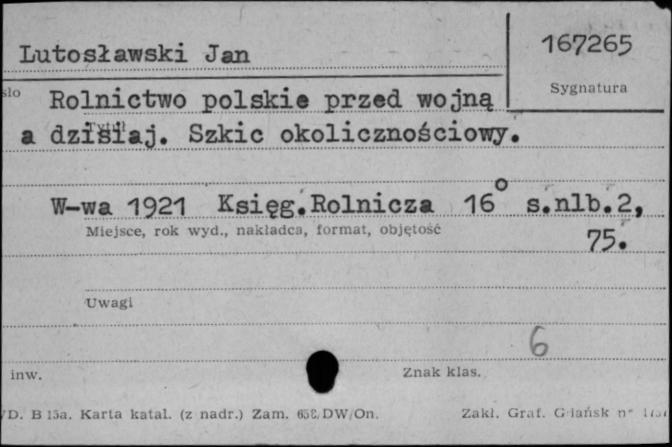 Lutosławski Jan
167265
Sygnatura
sło Rolnictwo polskie przed wojną
a dzisiaj. Szkic okolicznościowy.
W-wa 1921 Księg.Rolnicza 16° s.nlb.2,
Miejsce, rok wyd., nakładca, format, objętość
75.
Uwagi
6
inw.
Znak klas.
D. B 15a. Karta katal. (z nadr.) Zam. DW/On.
Zakł. Graf. Gdańsk n°